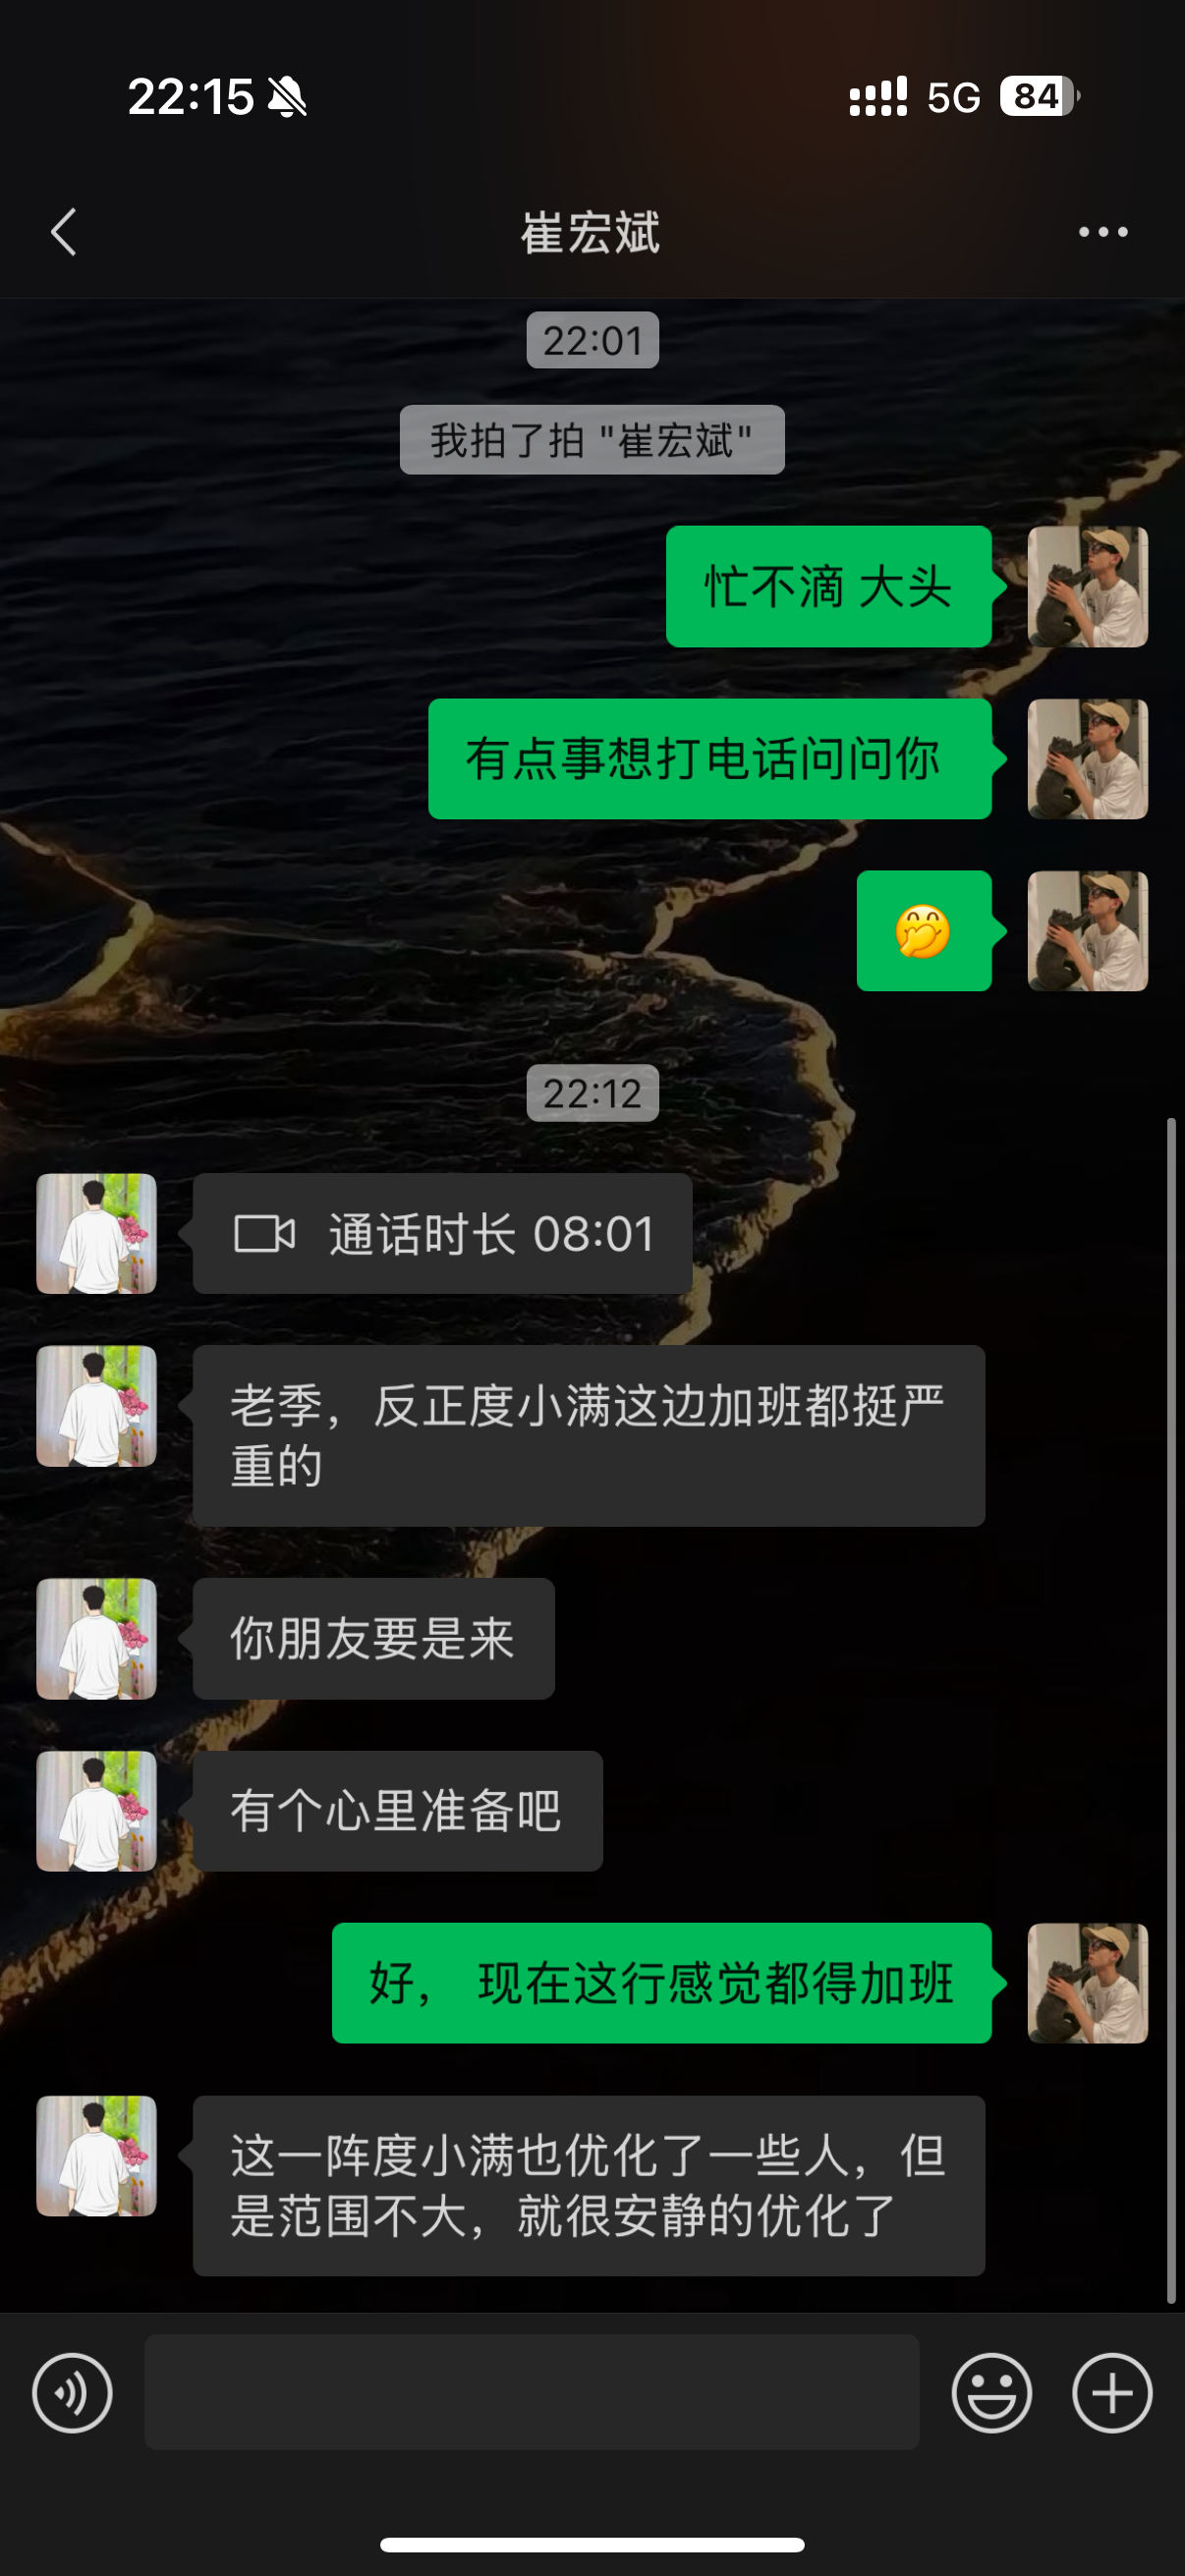 22:15
5G
84
崔宏斌
22:01
我拍了拍 "崔宏斌"
忙不滴 大头
有点事想打电话问问你
22:12
通话时长 08:01
老季，反正度小满这边加班都挺严
重的
你朋友要是来
有个心里准备吧
好， 现在这行感觉都得加班
这一阵度小满也优化了一些人，但
是范围不大，就很安静的优化了